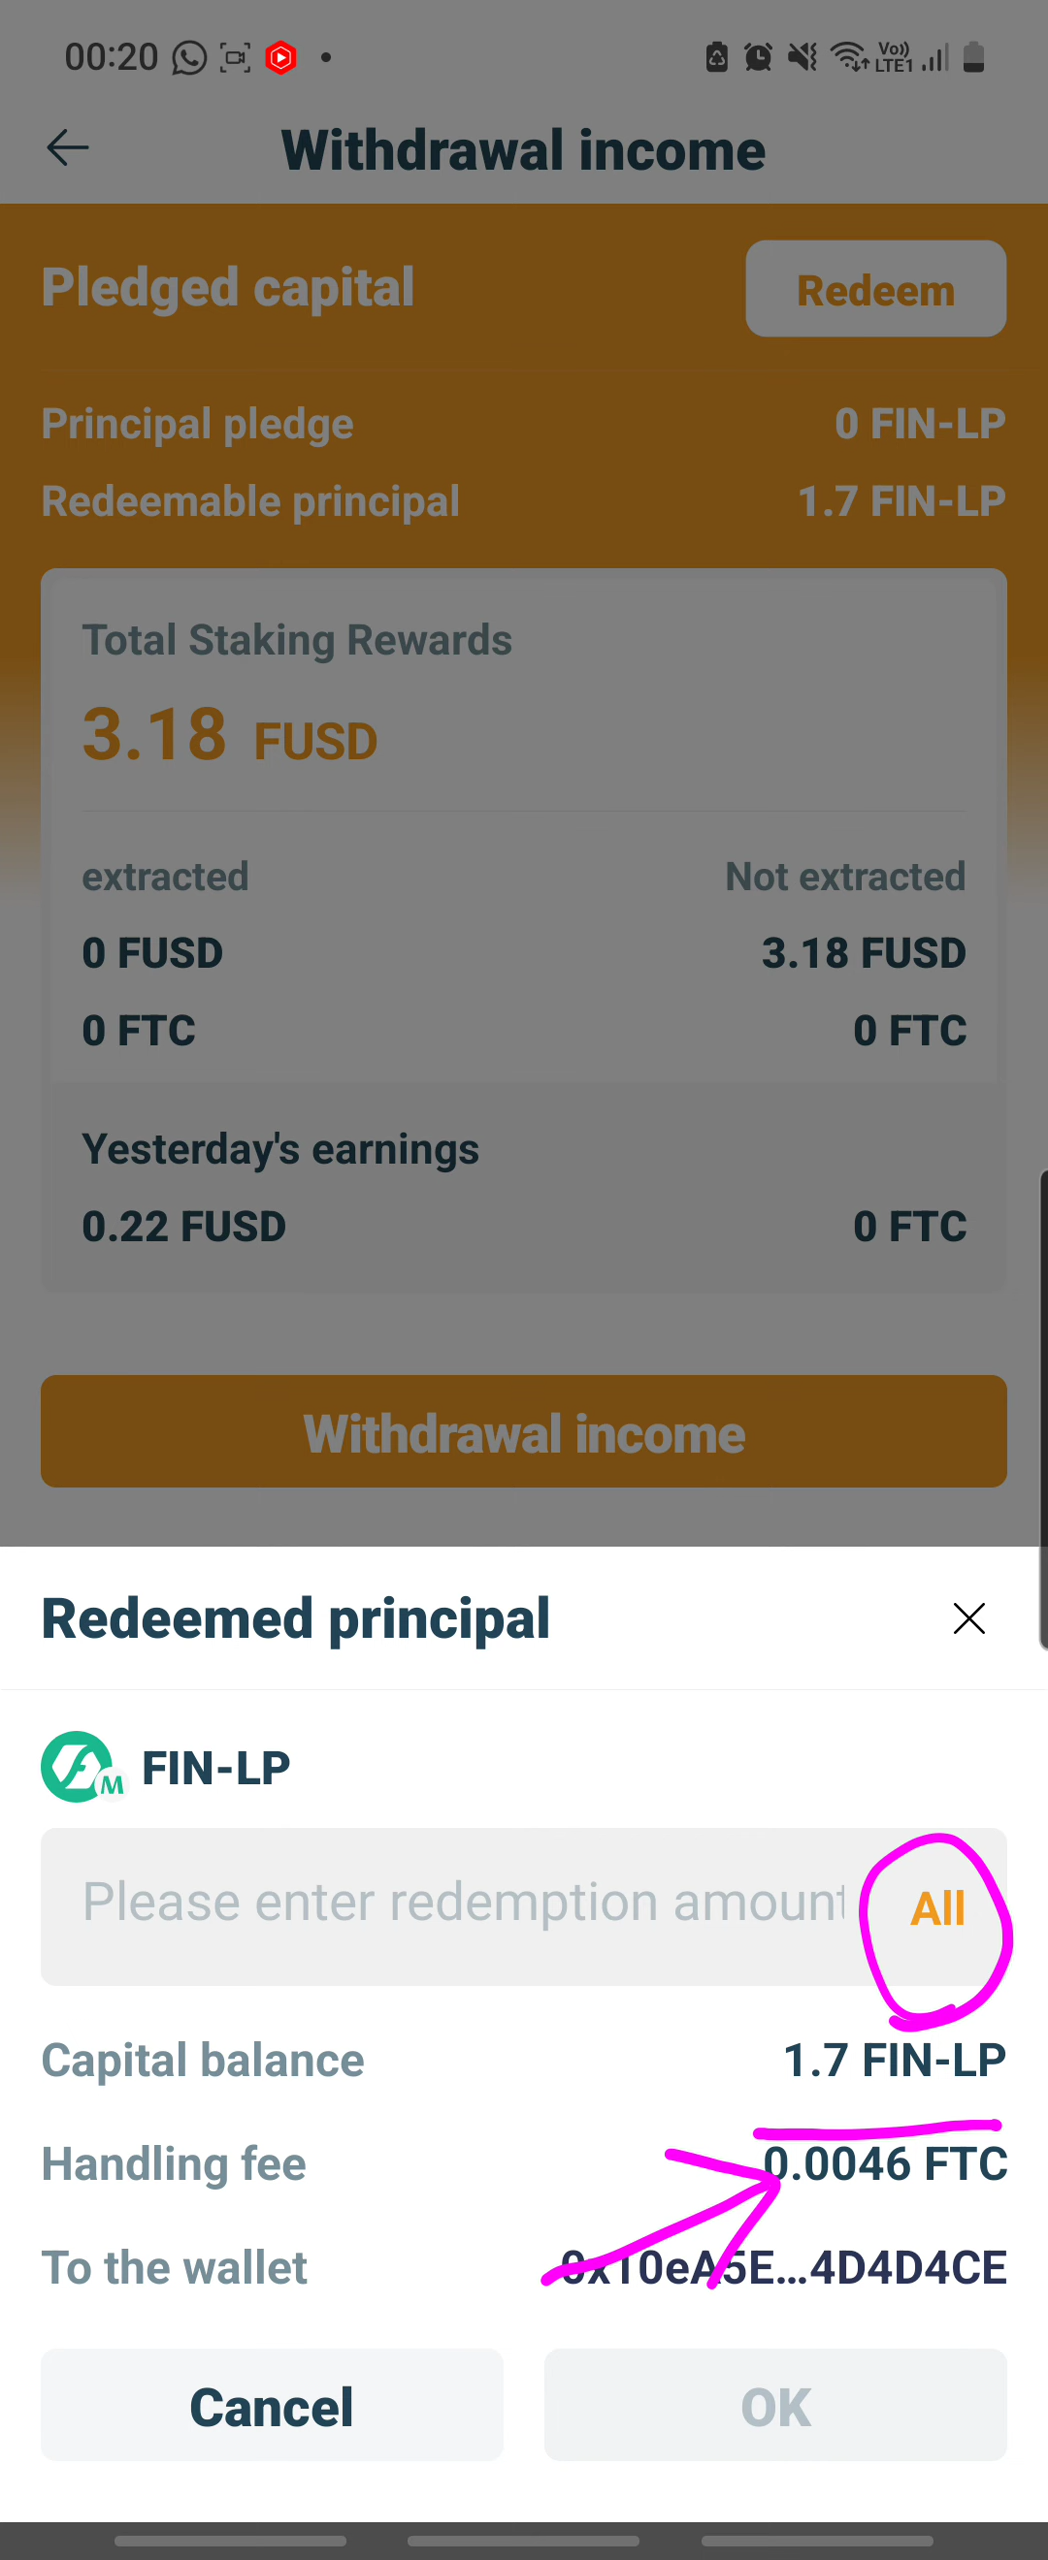 00:20
Vo)) LTE1
Withdrawal income
Pledged capital Redeem
Principal pledge 0 FIN-LP
Redeemable principal 1.7 FIN-LP
Total Staking Rewards
3.18 FUSD
extracted Not extracted
0 FUSD 3.18 FUSD
0 FTC 0 FTC
Yesterday's earnings
0.22 FUSD 0 FTC
Withdrawal income
Redeemed principal
M FIN-LP
Please enter redemption amount All
Capital balance 1.7 FIN-LP
Handling fee 0.0046 FTC
To the wallet 0x10eA5E...4D4D4CE
Cancel OK